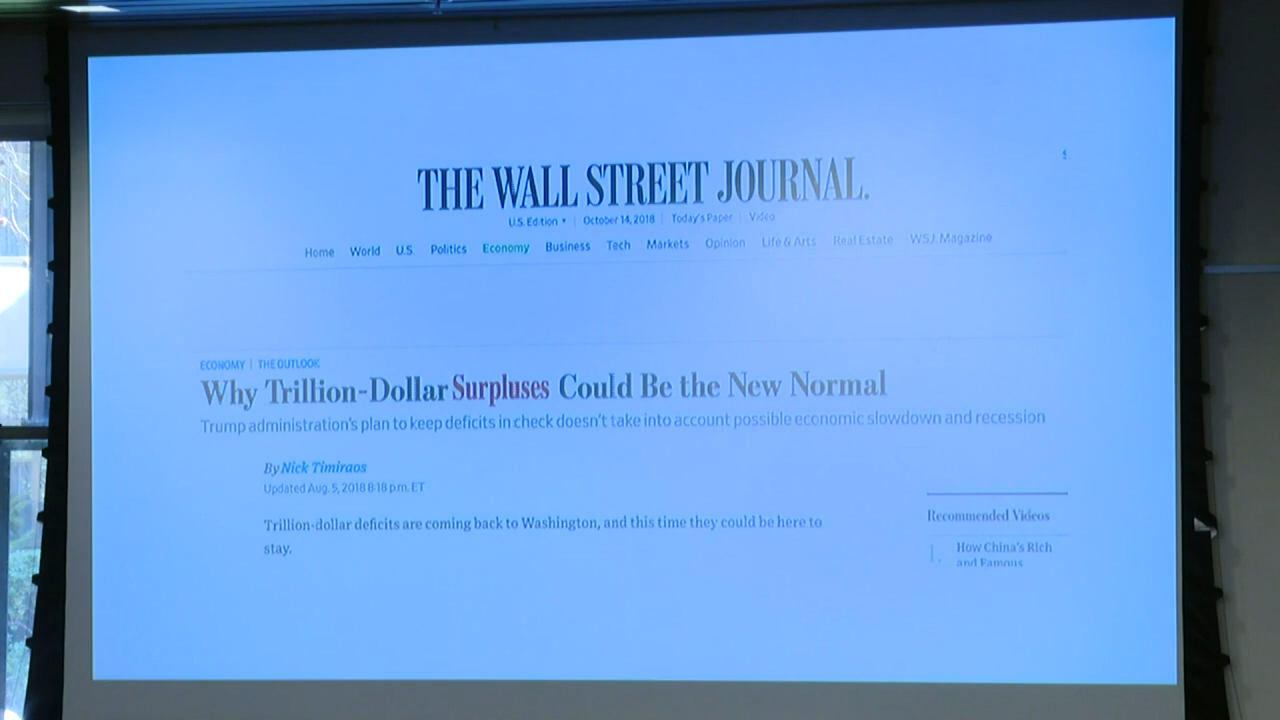 THE WALL STREET JOURNAL.
U.S. Edition ▾ | October 14, 2018 | Today's Paper | Video
Home World U.S. Politics Economy Business Tech Markets Opinion Life & Arts Real Estate WSJ. Magazine
ECONOMY | THE OUTLOOK
Why Trillion-Dollar Surpluses Could Be the New Normal
Trump administration's plan to keep deficits in check doesn't take into account possible economic slowdown and recession
By Nick Timiraos
Updated Aug. 5, 2018 8:18 p.m. ET
Trillion-dollar deficits are coming back to Washington, and this time they could be here to
stay.
Recommended Videos
1. How China's Rich
and Famous